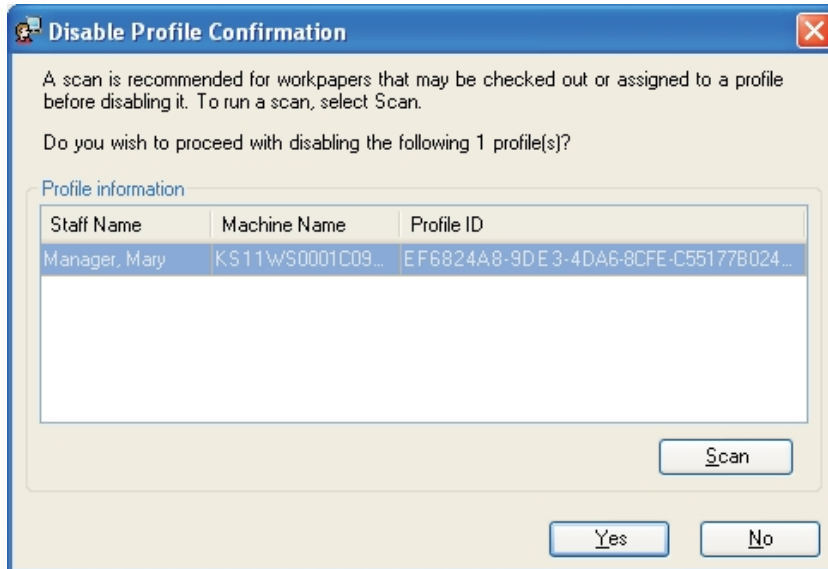 Disable Profile Confirmation
A scan is recommended for workpapers that may be checked out or assigned to a profile
before disabling it. To run a scan, select Scan.
Do you wish to proceed with disabling the following 1 profile(s)?
Profile information
Staff Name Machine Name Profile ID
Manager, Mary KS11WS0001C09... EF6824A8-9DE3-4DA6-8CFE-C55177B024...
Scan
Yes No